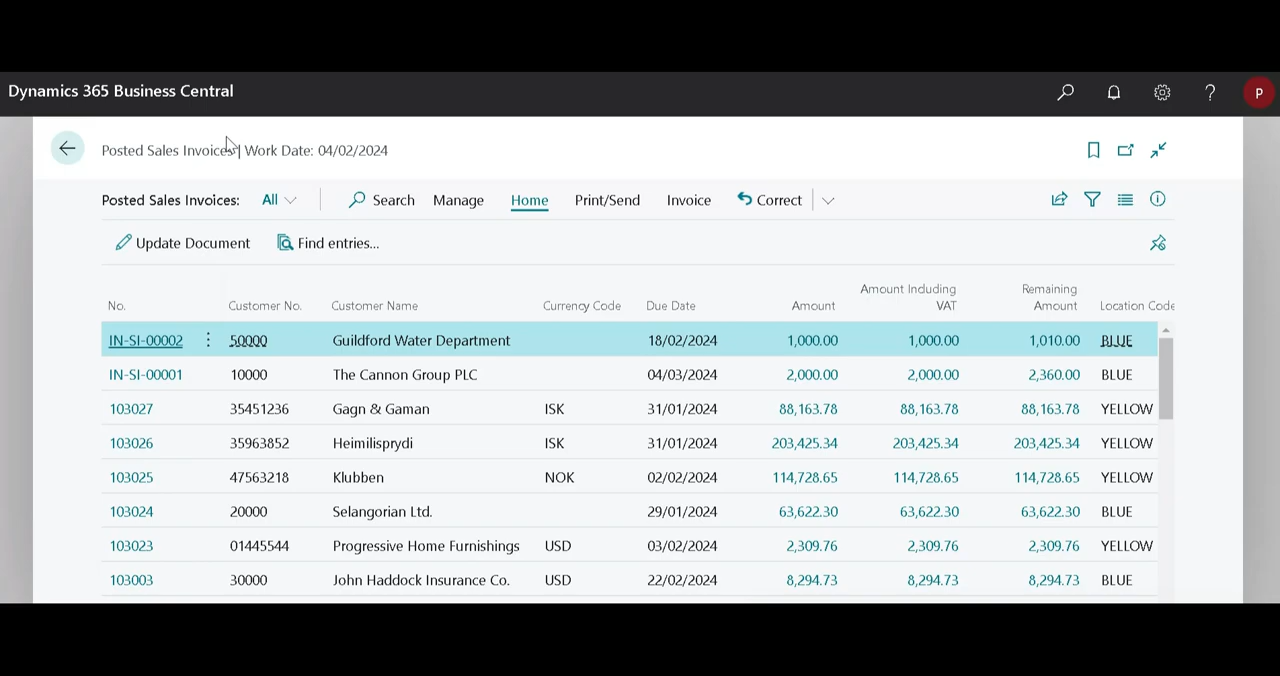 Dynamics 365 Business Central
P
Posted Sales Invoices | Work Date: 04/02/2024
Posted Sales Invoices: All Search Manage Home Print/Send Invoice Correct
Update Document Find entries...
No. Customer No. Customer Name Currency Code Due Date Amount Amount Including VAT Remaining Amount Location Code
IN-SI-00002 50000 Guildford Water Department 18/02/2024 1,000.00 1,000.00 1,010.00 BLUE
IN-SI-00001 10000 The Cannon Group PLC 04/03/2024 2,000.00 2,000.00 2,360.00 BLUE
103027 35451236 Gagn & Gaman ISK 31/01/2024 88,163.78 88,163.78 88,163.78 YELLOW
103026 35963852 Heimilisprydi ISK 31/01/2024 203,425.34 203,425.34 203,425.34 YELLOW
103025 47563218 Klubben NOK 02/02/2024 114,728.65 114,728.65 114,728.65 YELLOW
103024 20000 Selangorian Ltd. 29/01/2024 63,622.30 63,622.30 63,622.30 BLUE
103023 01445544 Progressive Home Furnishings USD 03/02/2024 2,309.76 2,309.76 2,309.76 YELLOW
103003 30000 John Haddock Insurance Co. USD 22/02/2024 8,294.73 8,294.73 8,294.73 BLUE